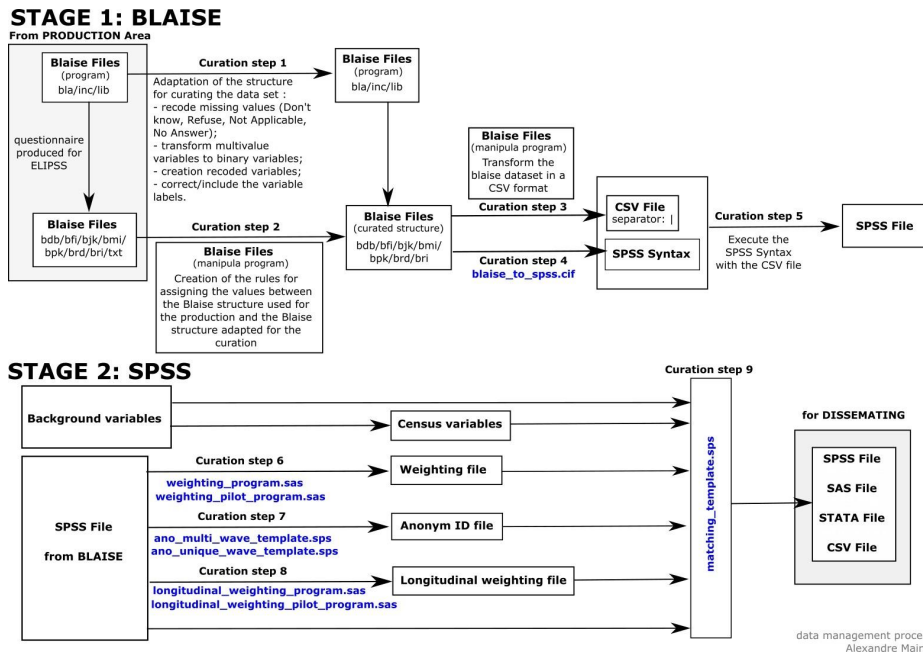 STAGE 1: BLAISE
From PRODUCTION Area
Blaise Files
(program)
bla/inc/lib
questionnaire
produced for
ELIPSS
Blaise Files
bdb/bfi/bjk/bmi/
bpk/brd/bri/txt
Curation step 1
Adaptation of the structure
for curating the data set :
- recode missing values (Don't
know, Refuse, Not Applicable,
No Answer);
- transform multivalue
variables to binary variables;
- creation recoded variables;
- correct/include the variable
labels.
Curation step 2
Blaise Files
(manipula program)
Creation of the rules for
assigning the values between
the Blaise structure used for
the production and the Blaise
structure adapted for the
curation
Blaise Files
(program)
bla/inc/lib
Blaise Files
(curated structure)
bdb/bfi/bjk/bmi/
bpk/brd/bri
Blaise Files
(manipula program)
Transform the
blaise dataset in a
CSV format
Curation step 3
Curation step 4
blaise_to_spss.cif
CSV File
separator: |
SPSS Syntax
Curation step 5
Execute the
SPSS Syntax
with the CSV file
SPSS File
STAGE 2: SPSS
Background variables
Census variables
SPSS File
from BLAISE
Curation step 6
weighting_program.sas
weighting_pilot_program.sas
Weighting file
Curation step 7
ano_multi_wave_template.sps
ano_unique_wave_template.sps
Anonym ID file
Curation step 8
longitudinal_weighting_program.sas
longitudinal_weighting_pilot_program.sas
Longitudinal weighting file
Curation step 9
matching_template.sps
for DISSEMATING
SPSS File
SAS File
STATA File
CSV File
data management proce
Alexandre Mair